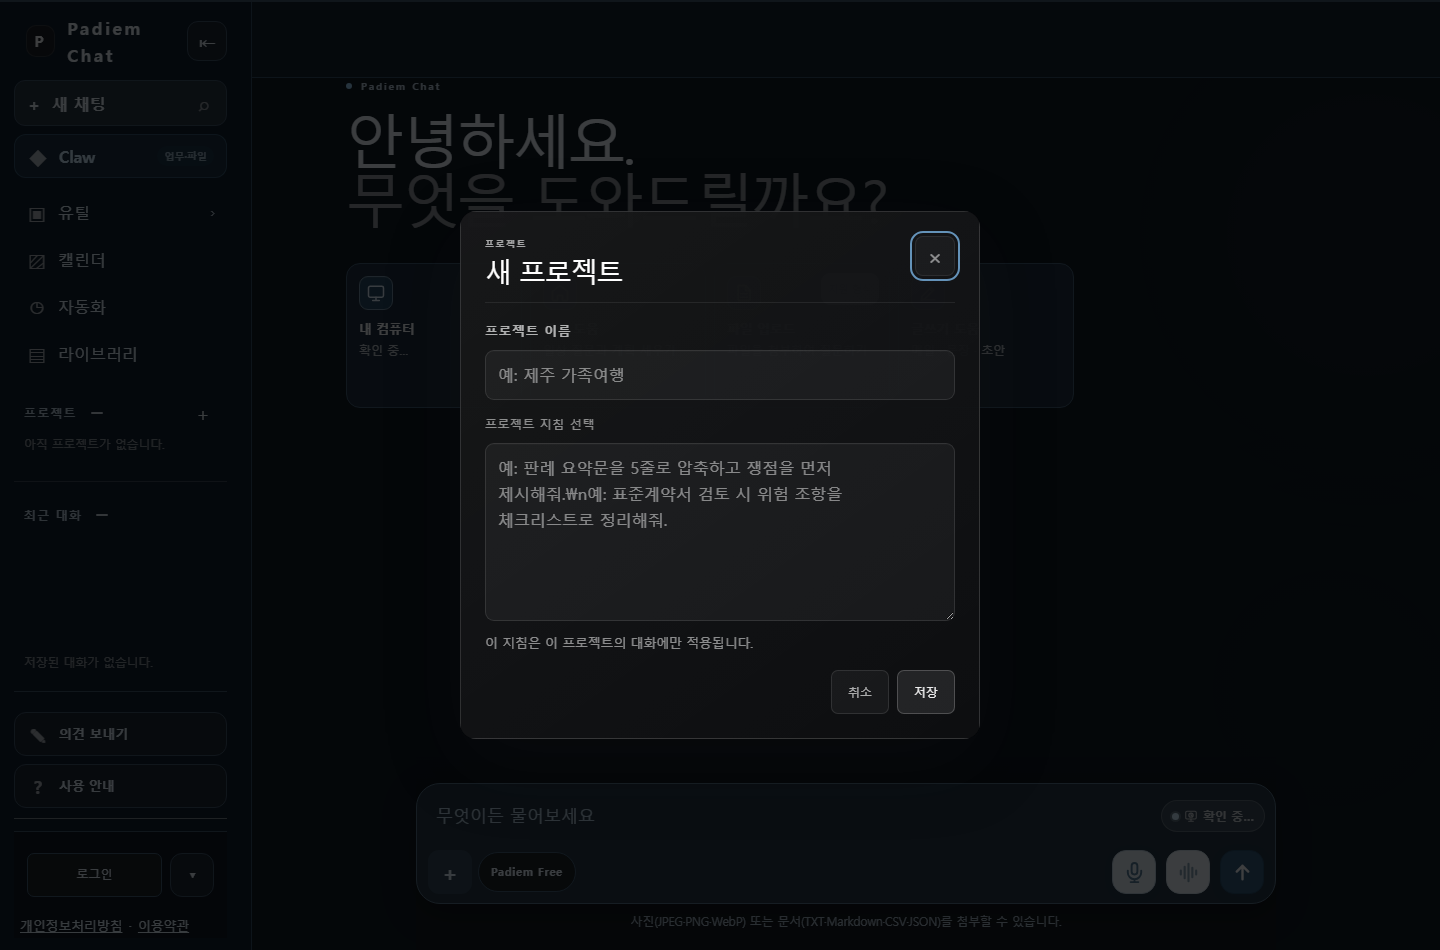 P
Padiem
Chat
+ 새 채팅
Claw
업무·파일
유틸
캘린더
자동화
라이브러리
프로젝트
+
아직 프로젝트가 없습니다.
최근 대화
저장된 대화가 없습니다.
의견 보내기
? 사용 안내
로그인
개인정보처리방침 · 이용약관
Padiem Chat
안녕하세요.
무엇을 도와드릴까요?
내 컴퓨터
확인 중...
초안
프로젝트
새 프로젝트
×
프로젝트 이름
예: 제주 가족여행
프로젝트 지침 선택
예: 판례 요약문을 5줄로 압축하고 쟁점을 먼저
제시해줘.₩n예: 표준계약서 검토 시 위험 조항을
체크리스트로 정리해줘.
이 지침은 이 프로젝트의 대화에만 적용됩니다.
취소
저장
무엇이든 물어보세요
확인 중...
+
Padiem Free
사진(JPEG·PNG·WebP) 또는 문서(TXT·Markdown·CSV·JSON)를 첨부할 수 있습니다.